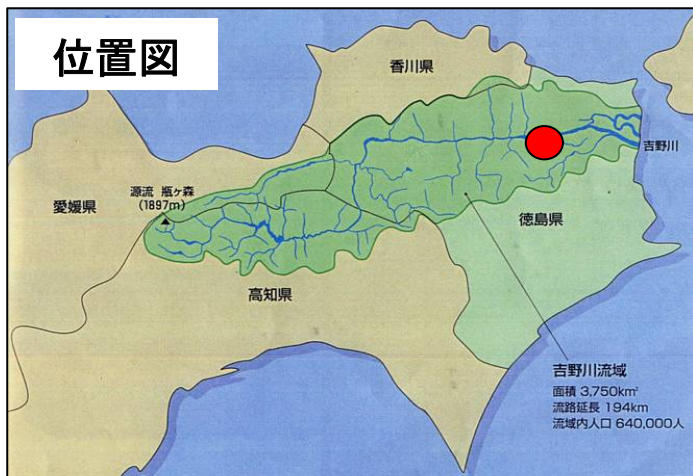 位置図
香川県
吉野川
源流 瓶ヶ森
(1897m)
愛媛県
徳島県
高知県
吉野川流域
面積 3,750km²
流路延長 194km
流域内人口 640,000人